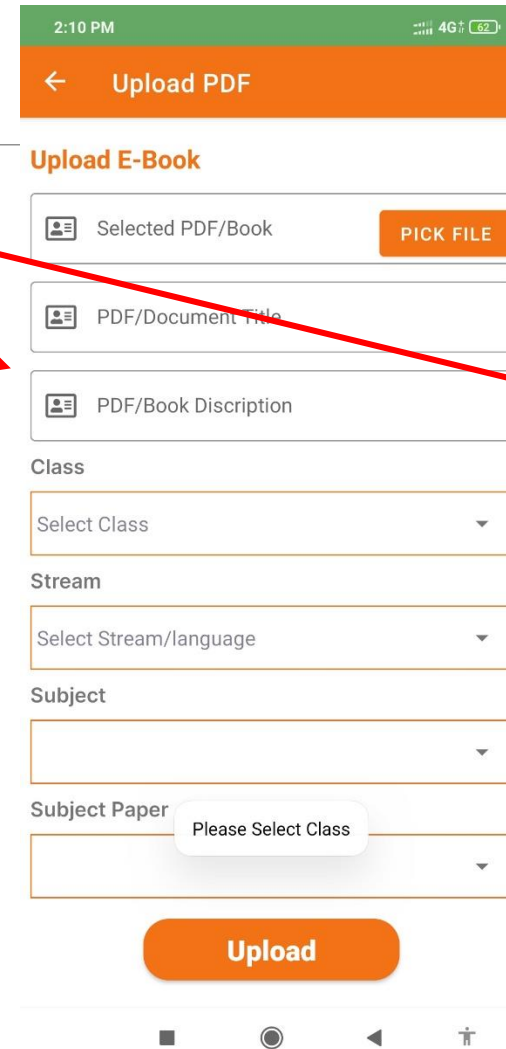 2:10 PM 4G+ 62
Upload PDF
Upload E-Book
Selected PDF/Book PICK FILE
PDF/Document Title
PDF/Book Discription
Class
Select Class
Stream
Select Stream/language
Subject
Subject Paper
Please Select Class
Upload